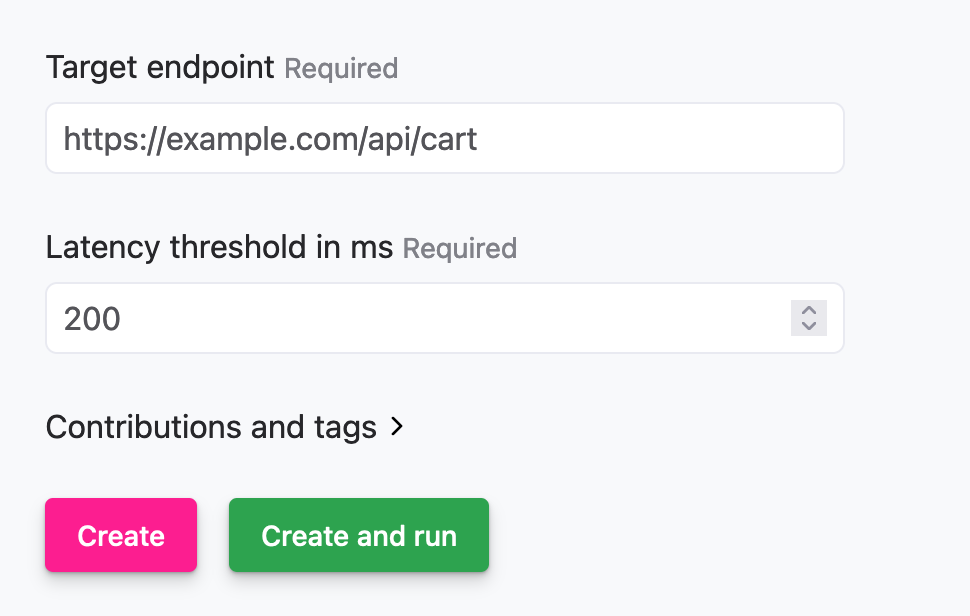 Target endpoint Required
https://example.com/api/cart
Latency threshold in ms Required
200
Contributions and tags
Create Create and run